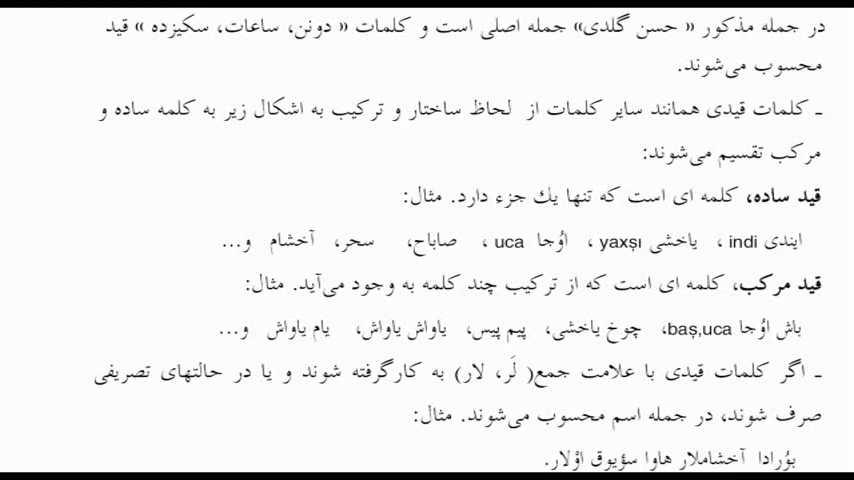 در جمله مذکور « حسن گلدی» جمله اصلی است و کلمات « دونن، ساعات، سکیزده » قید
محسوب می‌شوند.
ـ کلمات قیدی همانند سایر کلمات از لحاظ ساختار و ترکیب به اشکال زیر به کلمه ساده و
مرکب تقسیم می‌شوند:
قید ساده، کلمه ای است که تنها یك جزء دارد. مثال:
ایندی indi ، یاخشی yaxşı ، اوُجا uca ، صاباح، سحر، آخشام و...
قید مرکب، کلمه ای است که از ترکیب چند کلمه به وجود می‌آید. مثال:
باش اوُجا baş,uca، چوخ یاخشی، پیم پیس، یاواش یاواش، یام یاواش و...
ـ اگر کلمات قیدی با علامت جمع( لَر، لار) به کارگرفته شوند و یا در حالتهای تصریفی
صرف شوند، در جمله اسم محسوب می‌شوند. مثال:
بوُرادا آخشاملار هاوا سؤیوق اوْلار.